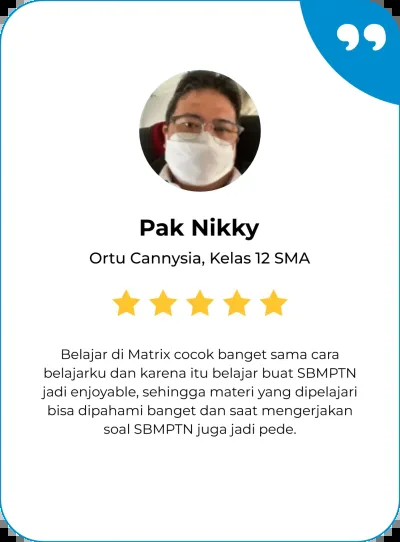 Pak Nikky
Ortu Cannysia, Kelas 12 SMA
Belajar di Matrix cocok banget sama cara
belajarku dan karena itu belajar buat SBMPTN
jadi enjoyable, sehingga materi yang dipelajari
bisa dipahami banget dan saat mengerjakan
soal SBMPTN juga jadi pede.